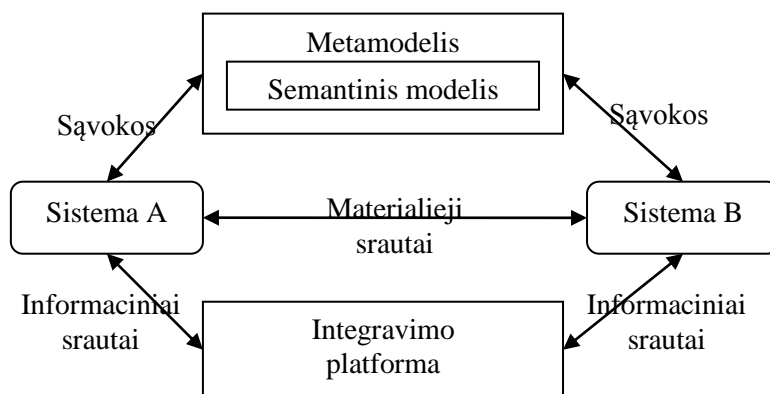 Metamodelis
Semantinis modelis
Sąvokos
Sąvokos
Sistema A
Materialieji
srautai
Sistema B
Informaciniai
srautai
Integravimo
platforma
Informaciniai
srautai